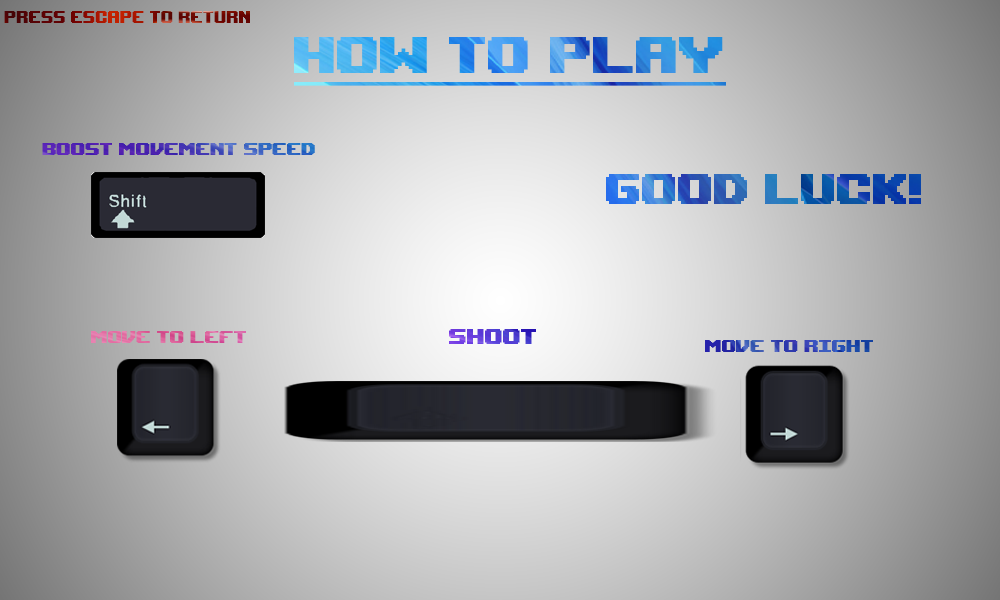 PRESS ESCAPE TO RETURN
HOW TO PLAY
BOOST MOVEMENT SPEED
Shift
GOOD LUCK!
MOVE TO LEFT
SHOOT
MOVE TO RIGHT